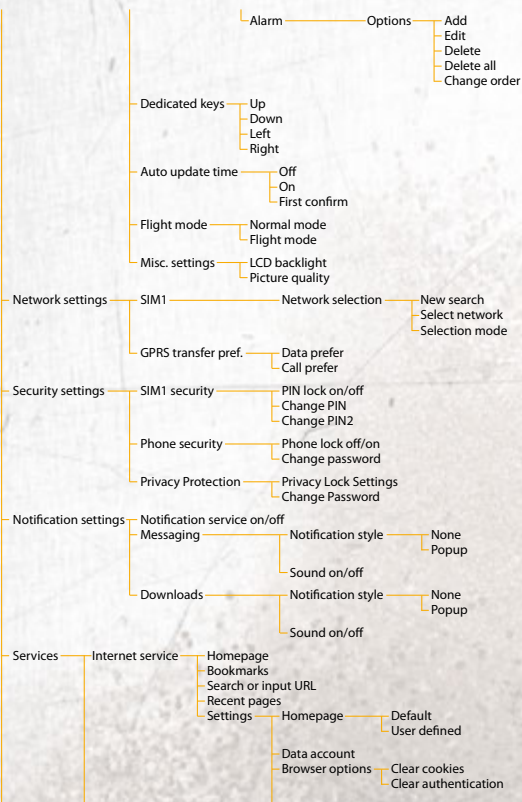 Alarm Options Add
Edit
Delete
Delete all
Change order
Dedicated keys Up
Down
Left
Right
Auto update time Off
On
First confirm
Flight mode Normal mode
Flight mode
Misc. settings LCD backlight
Picture quality
Network settings SIM1 Network selection New search
Select network
Selection mode
GPRS transfer pref. Data prefer
Call prefer
Security settings SIM1 security PIN lock on/off
Change PIN
Change PIN2
Phone security Phone lock off/on
Change password
Privacy Protection Privacy Lock Settings
Change Password
Notification settings Notification service on/off
Messaging Notification style None
Popup
Sound on/off
Downloads Notification style None
Popup
Sound on/off
Services Internet service Homepage
Bookmarks
Search or input URL
Recent pages
Settings Homepage Default
User defined
Data account
Browser options Clear cookies
Clear authentication